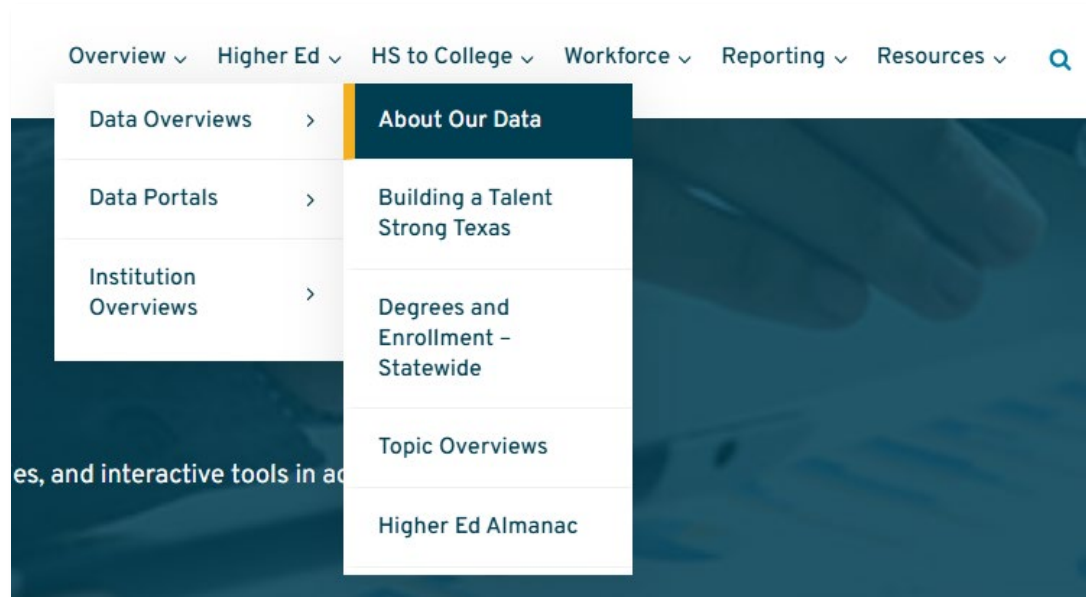 Overview Higher Ed HS to College Workforce Reporting Resources
Data Overviews
Data Portals
Institution
Overviews
About Our Data
Building a Talent
Strong Texas
Degrees and
Enrollment –
Statewide
Topic Overviews
Higher Ed Almanac
es, and interactive tools in